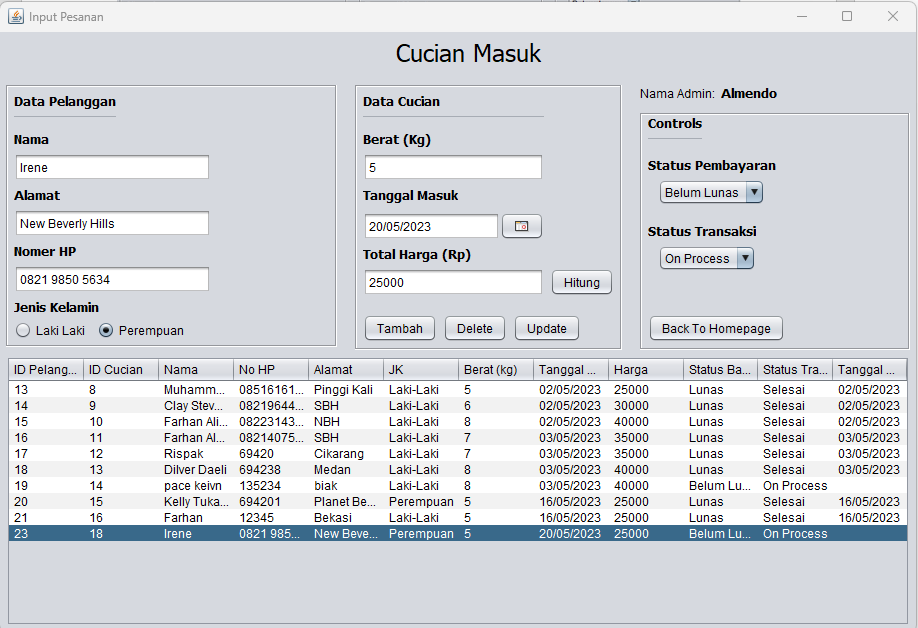 Input Pesanan
Cucian Masuk
Data Pelanggan
Nama
Irene
Alamat
New Beverly Hills
Nomer HP
0821 9850 5634
Jenis Kelamin
Laki Laki Perempuan
Data Cucian
Berat (Kg)
5
Tanggal Masuk
20/05/2023
Total Harga (Rp)
25000 Hitung
Tambah Delete Update
Nama Admin: Almendo
Controls
Status Pembayaran
Belum Lunas
Status Transaksi
On Process
Back To Homepage
ID Pelang... ID Cucian Nama No HP Alamat JK Berat (kg) Tanggal ... Harga Status Ba... Status Tra... Tanggal ...
13 8 Muhamm... 08516161... Pinggi Kali Laki-Laki 5 02/05/2023 25000 Lunas Selesai 02/05/2023
14 9 Clay Stev... 08219644... SBH Laki-Laki 6 02/05/2023 30000 Lunas Selesai 02/05/2023
15 10 Farhan Ali... 08223143... NBH Laki-Laki 8 02/05/2023 40000 Lunas Selesai 02/05/2023
16 11 Farhan Al... 08214075... SBH Laki-Laki 7 03/05/2023 35000 Lunas Selesai 03/05/2023
17 12 Rispak 69420 Cikarang Laki-Laki 7 03/05/2023 35000 Lunas Selesai 03/05/2023
18 13 Dilver Daeli 694238 Medan Laki-Laki 8 03/05/2023 40000 Lunas Selesai 03/05/2023
19 14 pace keivn 135234 biak Laki-Laki 8 03/05/2023 40000 Belum Lu... On Process
20 15 Kelly Tuka... 694201 Planet Be... Perempuan 5 16/05/2023 25000 Lunas Selesai 16/05/2023
21 16 Farhan 12345 Bekasi Laki-Laki 5 16/05/2023 25000 Lunas Selesai 16/05/2023
23 18 Irene 0821 985... New Beve... Perempuan 5 20/05/2023 25000 Belum Lu... On Process